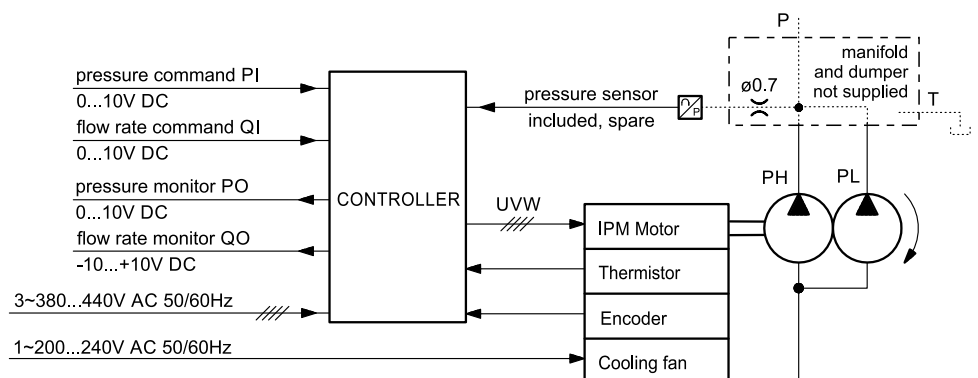 P
manifold
and dumper
not supplied
ø0.7
T
pressure command PI
0...10V DC
flow rate command QI
0...10V DC
pressure monitor PO
0...10V DC
flow rate monitor QO
-10...+10V DC
3~380...440V AC 50/60Hz
1~200...240V AC 50/60Hz
CONTROLLER
pressure sensor
included, spare
P
UVW
IPM Motor
Thermistor
Encoder
Cooling fan
PH
PL